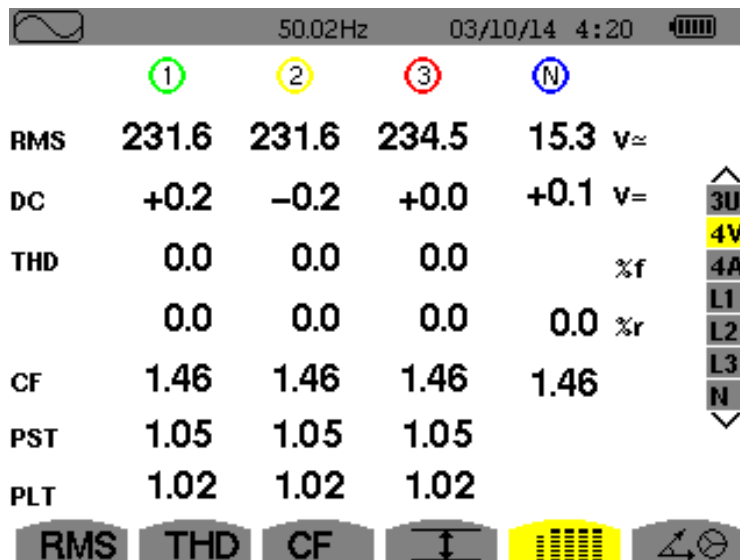 50.02Hz 03/10/14 4:20
1 2 3 N
RMS 231.6 231.6 234.5 15.3 V≃
DC +0.2 −0.2 +0.0 +0.1 V=
THD 0.0 0.0 0.0 %f
0.0 0.0 0.0 0.0 %r
CF 1.46 1.46 1.46 1.46
PST 1.05 1.05 1.05
PLT 1.02 1.02 1.02
3U
4V
4A
L1
L2
L3
N
RMS THD CF